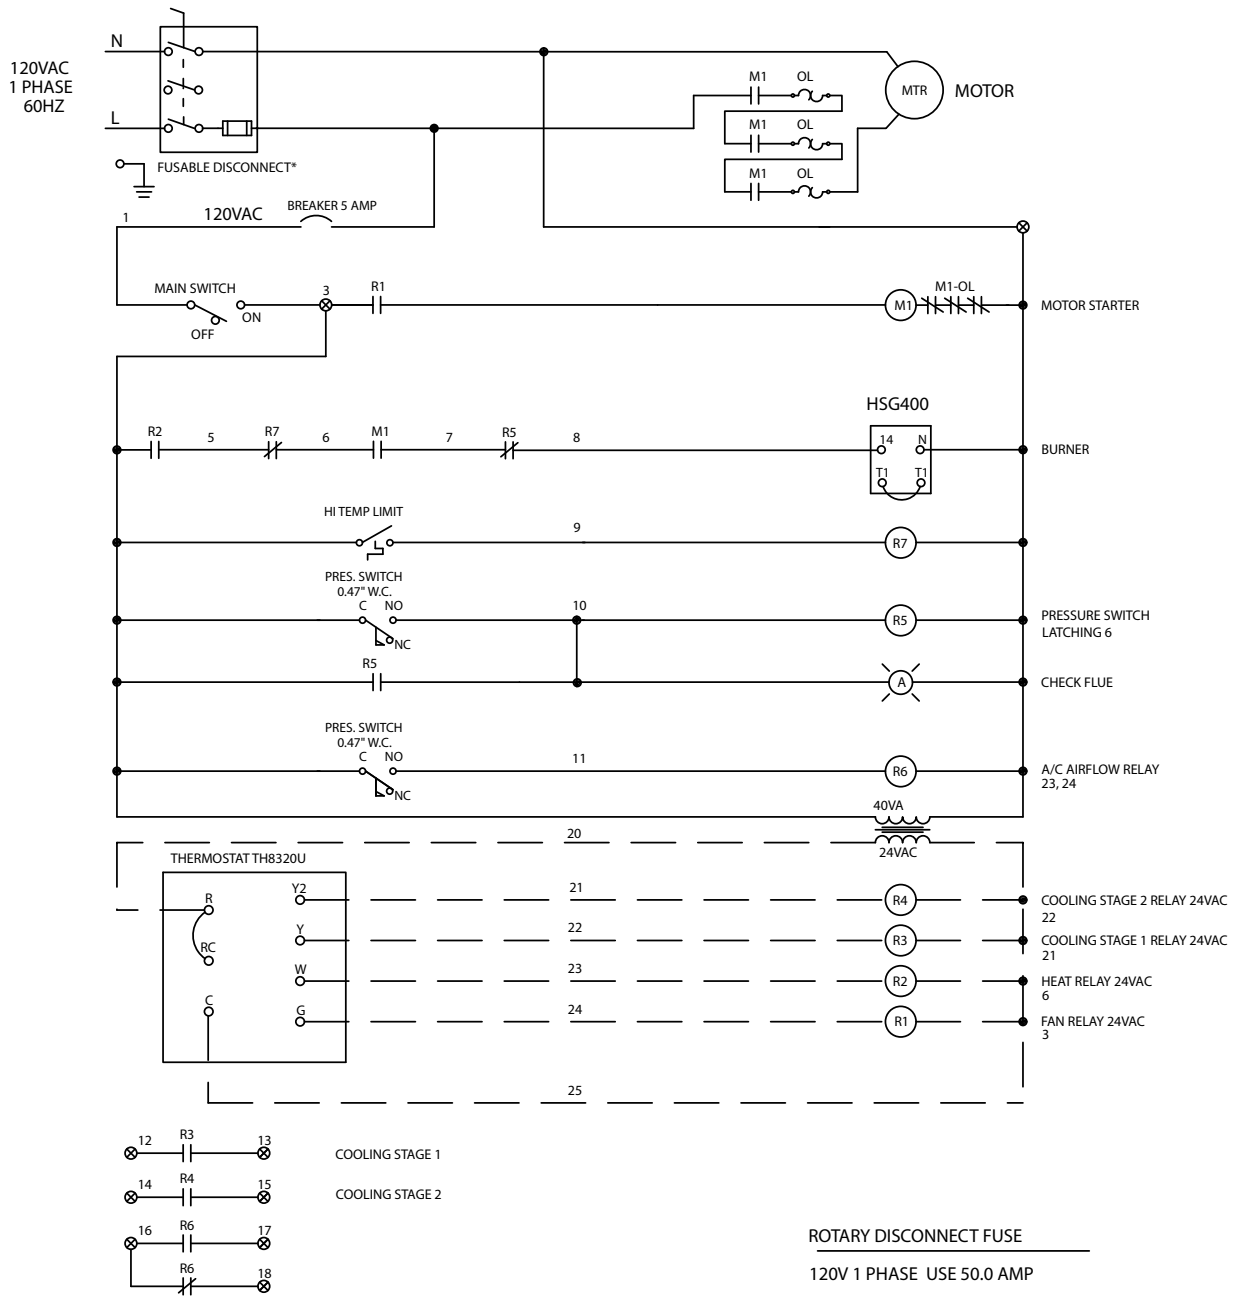 N
120VAC
1 PHASE
60HZ
L
FUSABLE DISCONNECT*
M1 OL
M1 OL
M1 OL
MTR
MOTOR
1
120VAC
BREAKER 5 AMP
MAIN SWITCH
ON
OFF
3
R1
M1
M1-OL
MOTOR STARTER
HSG400
R2
5
R7
6
M1
7
R5
8
14 N
T1 T1
BURNER
HI TEMP LIMIT
9
R7
PRES. SWITCH
0.47" W.C.
C NO
NC
10
R5
PRESSURE SWITCH
LATCHING 6
R5
A
CHECK FLUE
PRES. SWITCH
0.47" W.C.
C NO
NC
11
R6
A/C AIRFLOW RELAY
23, 24
40VA
24VAC
20
THERMOSTAT TH8320U
R
RC
C
Y2
Y
W
G
21
R4
COOLING STAGE 2 RELAY 24VAC
22
22
R3
COOLING STAGE 1 RELAY 24VAC
21
23
R2
HEAT RELAY 24VAC
6
24
R1
FAN RELAY 24VAC
3
25
12 R3 13
COOLING STAGE 1
14 R4 15
COOLING STAGE 2
16 R6 17
R6 18
ROTARY DISCONNECT FUSE
120V 1 PHASE USE 50.0 AMP